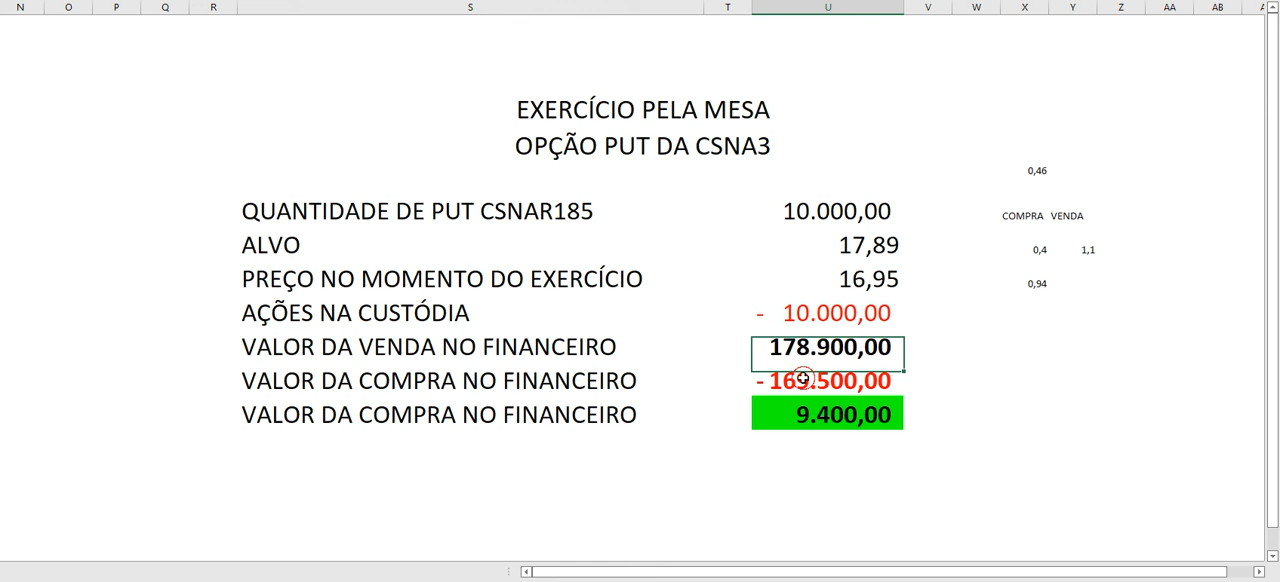 N O P Q R S T U V W X Y Z AA AB
EXERCÍCIO PELA MESA
OPÇÃO PUT DA CSNA3
0,46
QUANTIDADE DE PUT CSNAR185 10.000,00 COMPRA VENDA
ALVO 17,89 0,4 1,1
PREÇO NO MOMENTO DO EXERCÍCIO 16,95 0,94
AÇÕES NA CUSTÓDIA - 10.000,00
VALOR DA VENDA NO FINANCEIRO 178.900,00
VALOR DA COMPRA NO FINANCEIRO - 169.500,00
VALOR DA COMPRA NO FINANCEIRO 9.400,00